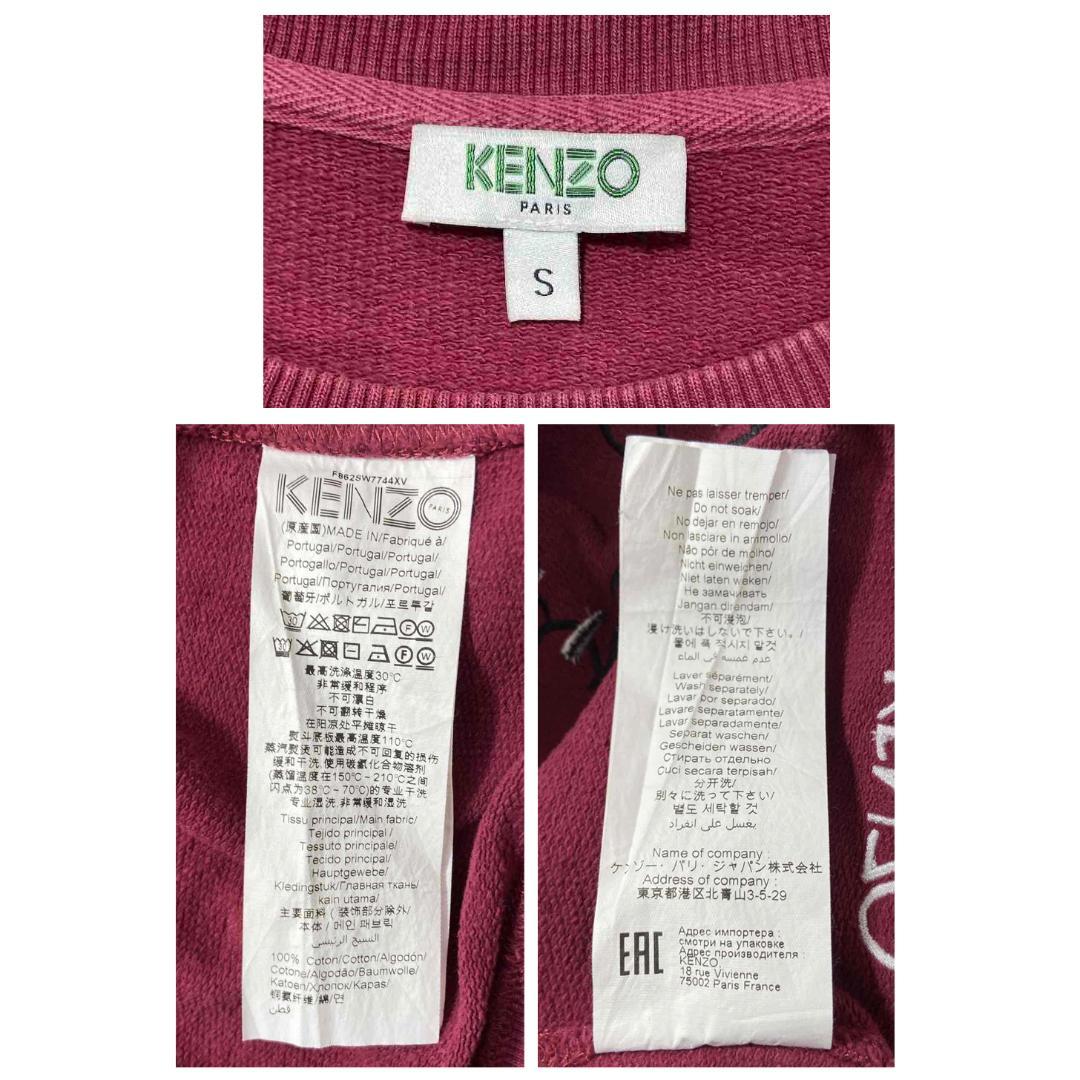 KENZO
PARIS
S
F862SW7744XV
KENZO PARIS
(原産国)MADE IN/Fabriqué à/
Portugal/Portugal/Portugal/
Portogallo/Portugal/Portugal/
Portugal/Португалия/Portugal/
葡萄牙/ポルトガル/포르투갈
30 F W
30 F W
最高洗涤温度30℃
非常缓和程序
不可漂白
不可翻转干燥
在阳凉处平摊晾干
熨斗底板最高温度110℃
蒸汽熨烫可能造成不可回复的损伤
缓和干洗,使用碳氢化合物溶剂
(蒸馏温度在150℃~210℃之间
闪点为38℃~70℃)的专业干洗
专业湿洗 非常缓和湿洗
Tissu principal/Main fabric/
Tejido principal/
Tessuto principale/
Tecido principal/
Hauptgewebe/
Kledingstuk/Главная ткань/
kain utama/
主要面料 ( 装饰部分除外/
本体 / 메인 패브릭
النسيج الرئيسي
100% Coton/Cotton/Algodón/
Cotone/Algodão/Baumwolle/
Katoen/Хлопок/Kapas/
铜氨纤维/綿/면
قطن
Ne pas laisser tremper/
Do not soak/
No dejar en remojo/
Non lasciare in ammollo/
Não pôr de molho/
Nicht einweichen/
Niet laten weken/
Не замачивать
Jangan direndam/
不可浸泡/
浸け洗いはしないで下さい。/
물에 푹 적시지 말것
عدم غمسه في الماء
Laver séparément/
Wash separately/
Lavar por separado/
Lavare separatamente/
Lavar separadamente/
Separat waschen/
Gescheiden wassen/
Стирать отдельно
Cuci secara terpisah/
分开洗/
別々に洗って下さい/
별도 세탁할 것
يغسل على انفراد
Name of company :
ケンゾー・パリ・ジャパン株式会社
Address of company :
東京都港区北青山3-5-29
EAC
Адрес импортера :
смотри на упаковке
Адрес производителя :
KENZO
18 rue Vivienne
75002 Paris France
KENZO